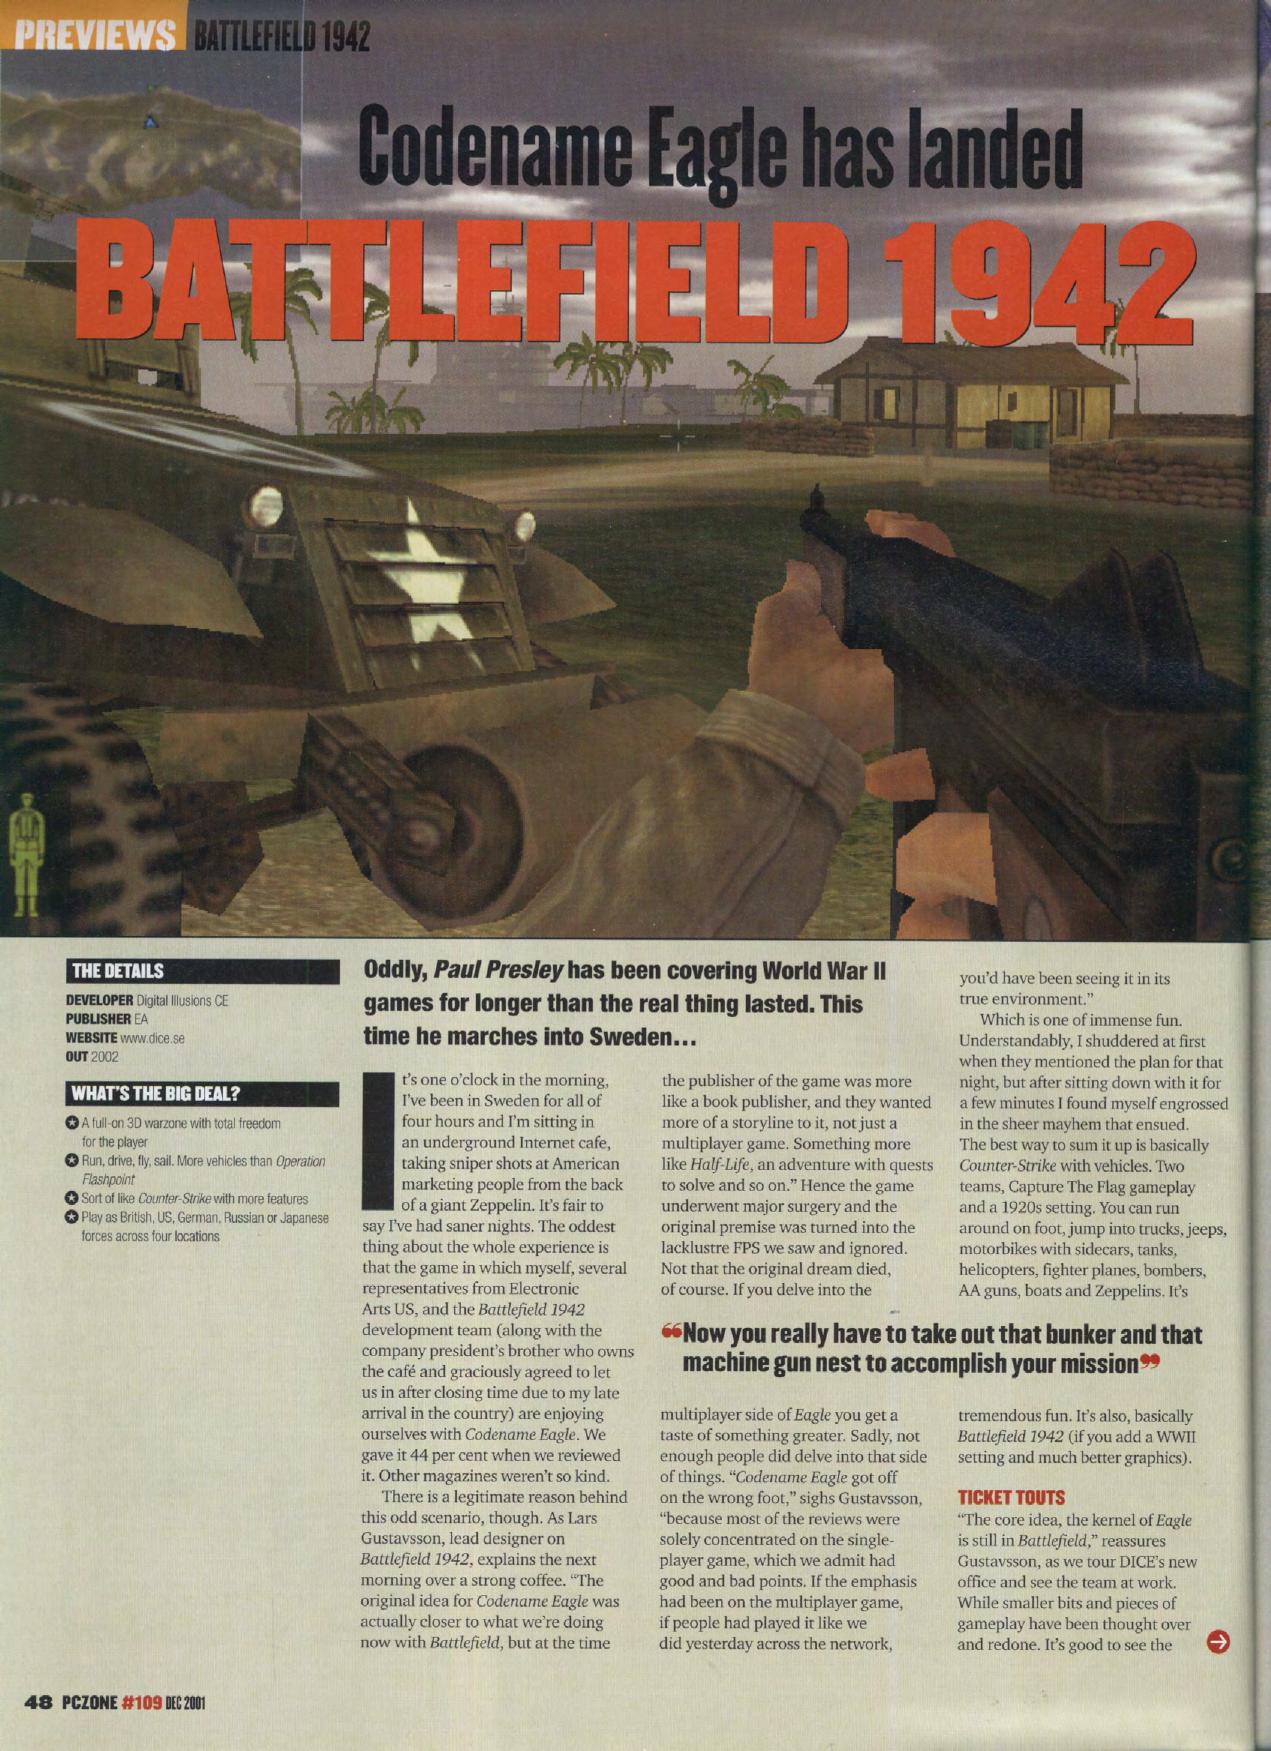 PREVIEWS BATTLEFIELD 1942
Codename Eagle has landed
BATTLEFIELD 1942
THE DETAILS
DEVELOPER Digital Illusions CE
PUBLISHER EA
WEBSITE www.dice.se
OUT 2002
WHAT'S THE BIG DEAL?
A full-on 3D warzone with total freedom
for the player
Run, drive, fly, sail. More vehicles than Operation
Flashpoint
Sort of like Counter-Strike with more features
Play as British, US, German, Russian or Japanese
forces across four locations
Oddly, Paul Presley has been covering World War II
games for longer than the real thing lasted. This
time he marches into Sweden...
It's one o'clock in the morning,
I've been in Sweden for all of
four hours and I'm sitting in
an underground Internet cafe,
taking sniper shots at American
marketing people from the back
of a giant Zeppelin. It's fair to
say I've had saner nights. The oddest
thing about the whole experience is
that the game in which myself, several
representatives from Electronic
Arts US, and the Battlefield 1942
development team (along with the
company president's brother who owns
the café and graciously agreed to let
us in after closing time due to my late
arrival in the country) are enjoying
ourselves with Codename Eagle. We
gave it 44 per cent when we reviewed
it. Other magazines weren't so kind.
There is a legitimate reason behind
this odd scenario, though. As Lars
Gustavsson, lead designer on
Battlefield 1942, explains the next
morning over a strong coffee. "The
original idea for Codename Eagle was
actually closer to what we're doing
now with Battlefield, but at the time
the publisher of the game was more
like a book publisher, and they wanted
more of a storyline to it, not just a
multiplayer game. Something more
like Half-Life, an adventure with quests
to solve and so on." Hence the game
underwent major surgery and the
original premise was turned into the
lacklustre FPS we saw and ignored.
Not that the original dream died,
of course. If you delve into the
"Now you really have to take out that bunker and that
machine gun nest to accomplish your mission"
multiplayer side of Eagle you get a
taste of something greater. Sadly, not
enough people did delve into that side
of things. "Codename Eagle got off
on the wrong foot," sighs Gustavsson,
"because most of the reviews were
solely concentrated on the single-
player game, which we admit had
good and bad points. If the emphasis
had been on the multiplayer game,
if people had played it like we
did yesterday across the network,
you'd have been seeing it in its
true environment."
Which is one of immense fun.
Understandably, I shuddered at first
when they mentioned the plan for that
night, but after sitting down with it for
a few minutes I found myself engrossed
in the sheer mayhem that ensued.
The best way to sum it up is basically
Counter-Strike with vehicles. Two
teams, Capture The Flag gameplay
and a 1920s setting. You can run
around on foot, jump into trucks, jeeps,
motorbikes with sidecars, tanks,
helicopters, fighter planes, bombers,
AA guns, boats and Zeppelins. It's
tremendous fun. It's also, basically
Battlefield 1942 (if you add a WWII
setting and much better graphics).
TICKET TOUTS
"The core idea, the kernel of Eagle
is still in Battlefield," reassures
Gustavsson, as we tour DICE's new
office and see the team at work.
While smaller bits and pieces of
gameplay have been thought over
and redone. It's good to see the
48 PCZONE #109 DEC 2001